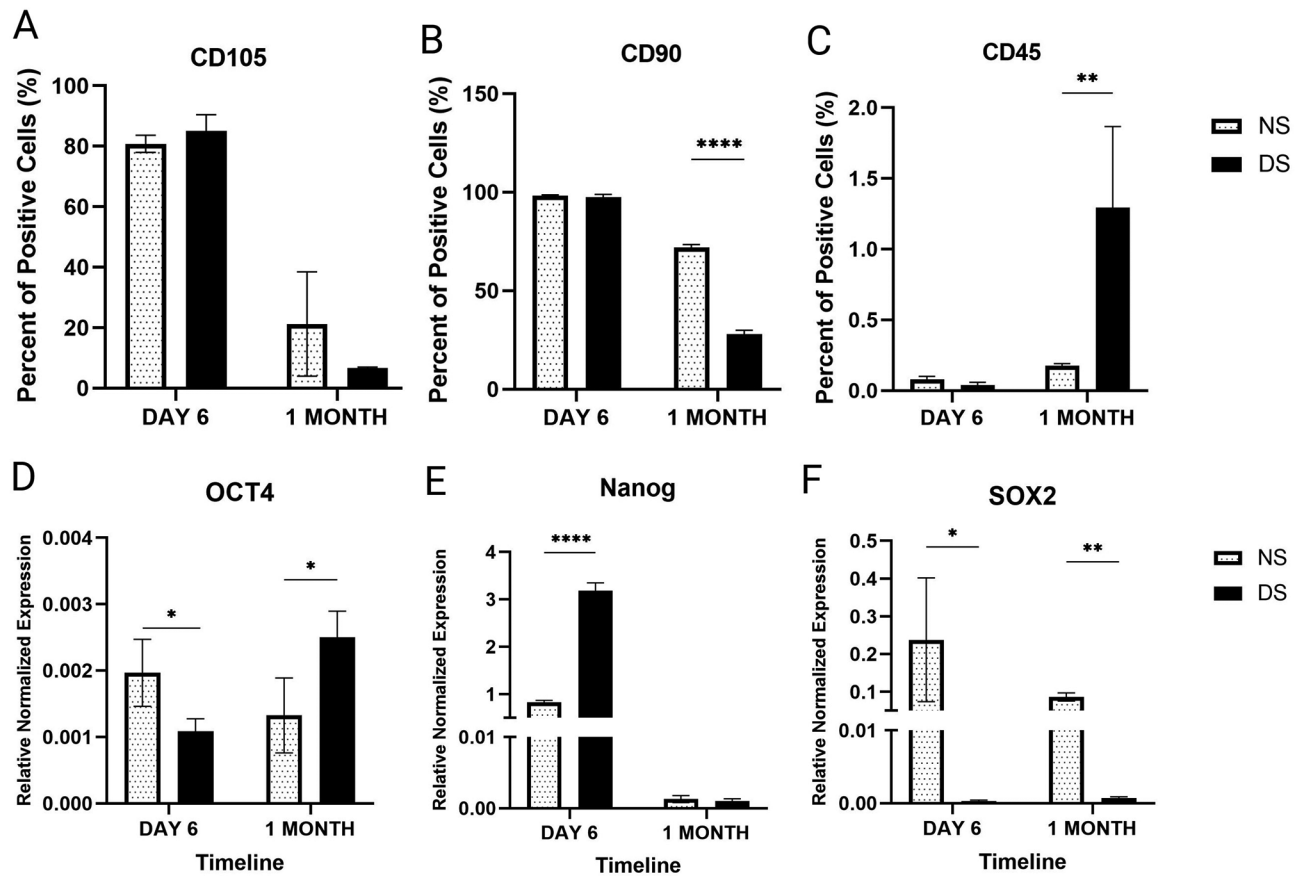 A
CD105
Percent of Positive Cells (%)
100
80
60
40
20
0
DAY 6
1 MONTH
B
CD90
Percent of Positive Cells (%)
150
100
50
0
****
DAY 6
1 MONTH
C
CD45
Percent of Positive Cells (%)
2.0
1.5
1.0
0.5
0.0
**
DAY 6
1 MONTH
NS
DS
D
OCT4
Relative Normalized Expression
0.004
0.003
0.002
0.001
0.000
*
*
DAY 6
1 MONTH
Timeline
E
Nanog
Relative Normalized Expression
4
3
2
1
0.01
0.00
****
DAY 6
1 MONTH
Timeline
F
SOX2
Relative Normalized Expression
0.5
0.4
0.3
0.2
0.1
0.01
0.00
*
**
DAY 6
1 MONTH
Timeline
NS
DS